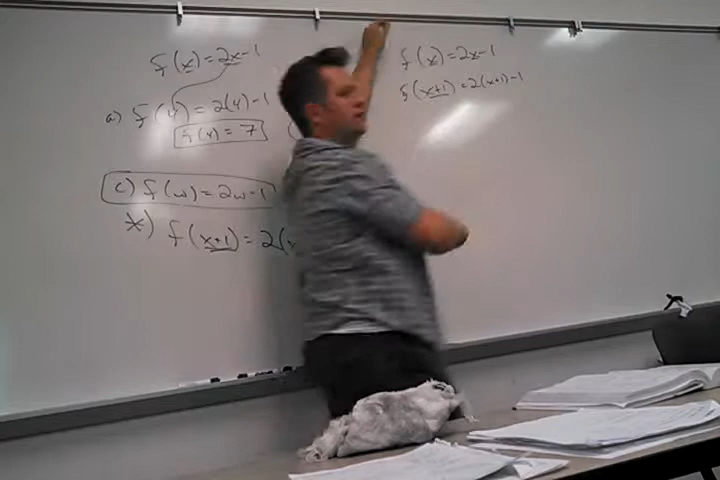 f(x)=2x-1
a) f(4)=2(4)-1
f(4)=7
c) f(w)=2w-1
*) f(x+1)=2(x
f(x)=2x-1
f(x+1)=2(x+1)-1